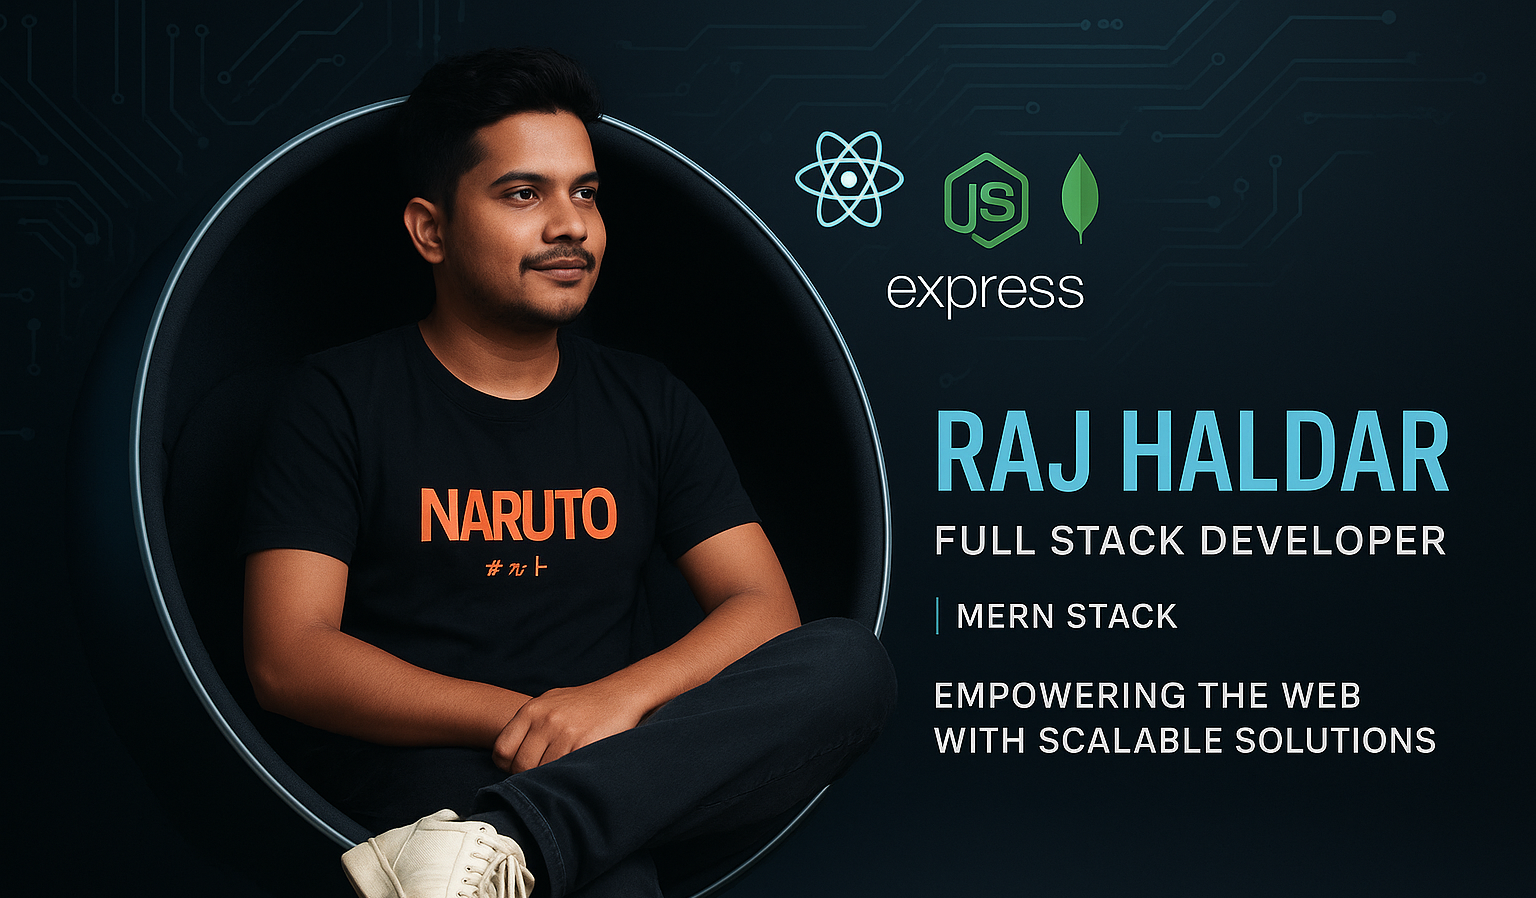 JS
express
RAJ HALDAR
FULL STACK DEVELOPER
MERN STACK
EMPOWERING THE WEB
WITH SCALABLE SOLUTIONS
NARUTO